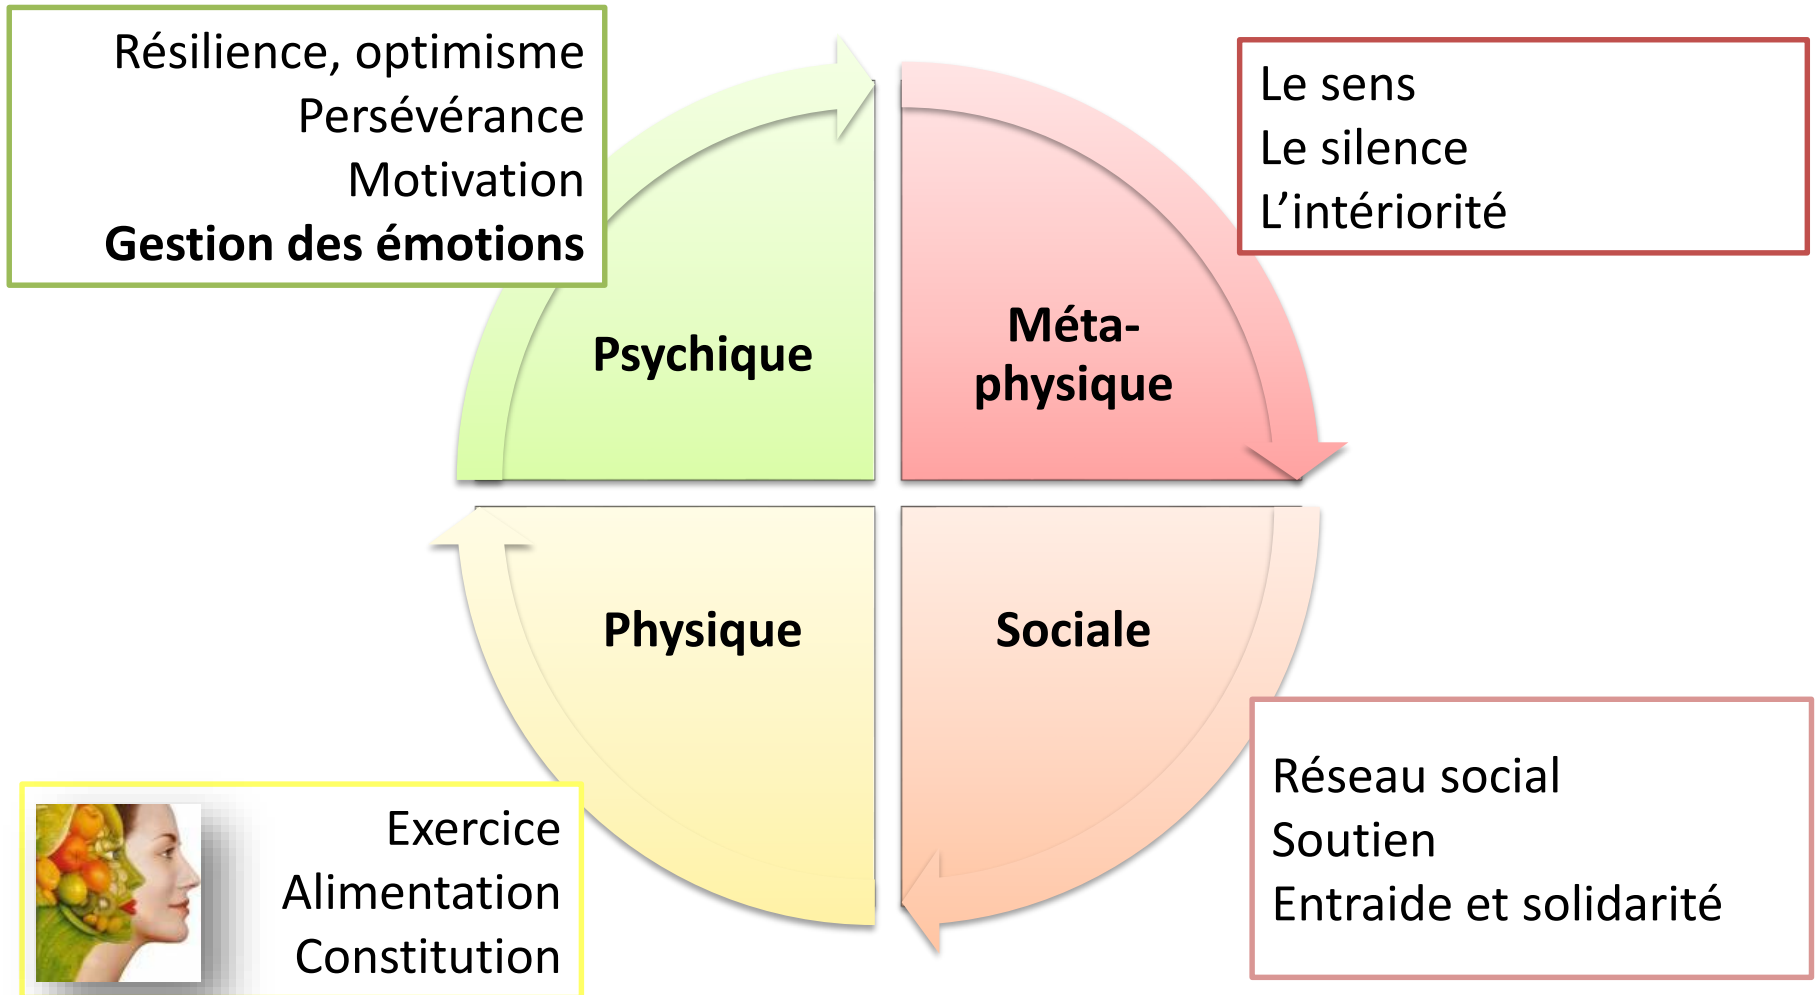 Résilience, optimisme
Persévérance
Motivation
Gestion des émotions
Le sens
Le silence
L’intériorité
Psychique
Méta-
physique
Physique
Sociale
Exercice
Alimentation
Constitution
Réseau social
Soutien
Entraide et solidarité